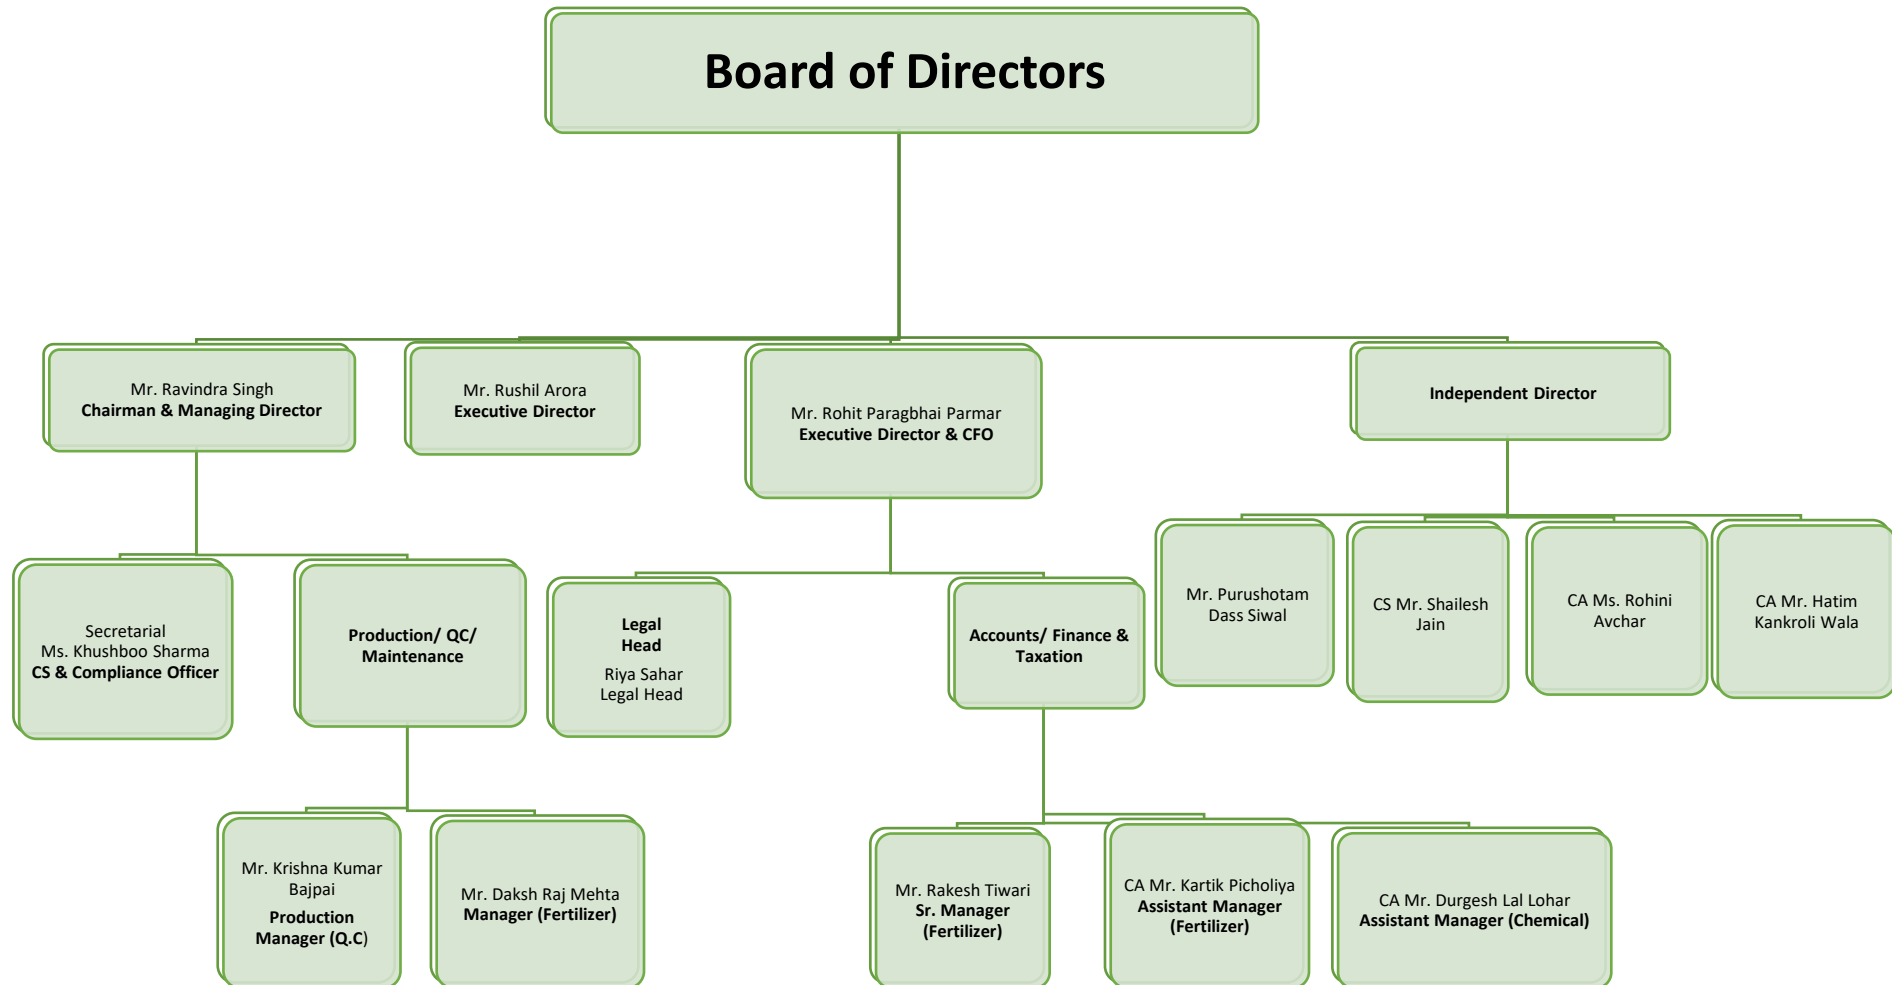 Board of Directors
Mr. Ravindra Singh
Chairman & Managing Director
Mr. Rushil Arora
Executive Director
Mr. Rohit Paragbhai Parmar
Executive Director & CFO
Independent Director
Secretarial
Ms. Khushboo Sharma
CS & Compliance Officer
Production/ QC/
Maintenance
Legal
Head
Riya Sahar
Legal Head
Accounts/ Finance &
Taxation
Mr. Purushotam
Dass Siwal
CS Mr. Shailesh
Jain
CA Ms. Rohini
Avchar
CA Mr. Hatim
Kankroli Wala
Mr. Krishna Kumar
Bajpai
Production
Manager (Q.C)
Mr. Daksh Raj Mehta
Manager (Fertilizer)
Mr. Rakesh Tiwari
Sr. Manager
(Fertilizer)
CA Mr. Kartik Picholiya
Assistant Manager
(Fertilizer)
CA Mr. Durgesh Lal Lohar
Assistant Manager (Chemical)